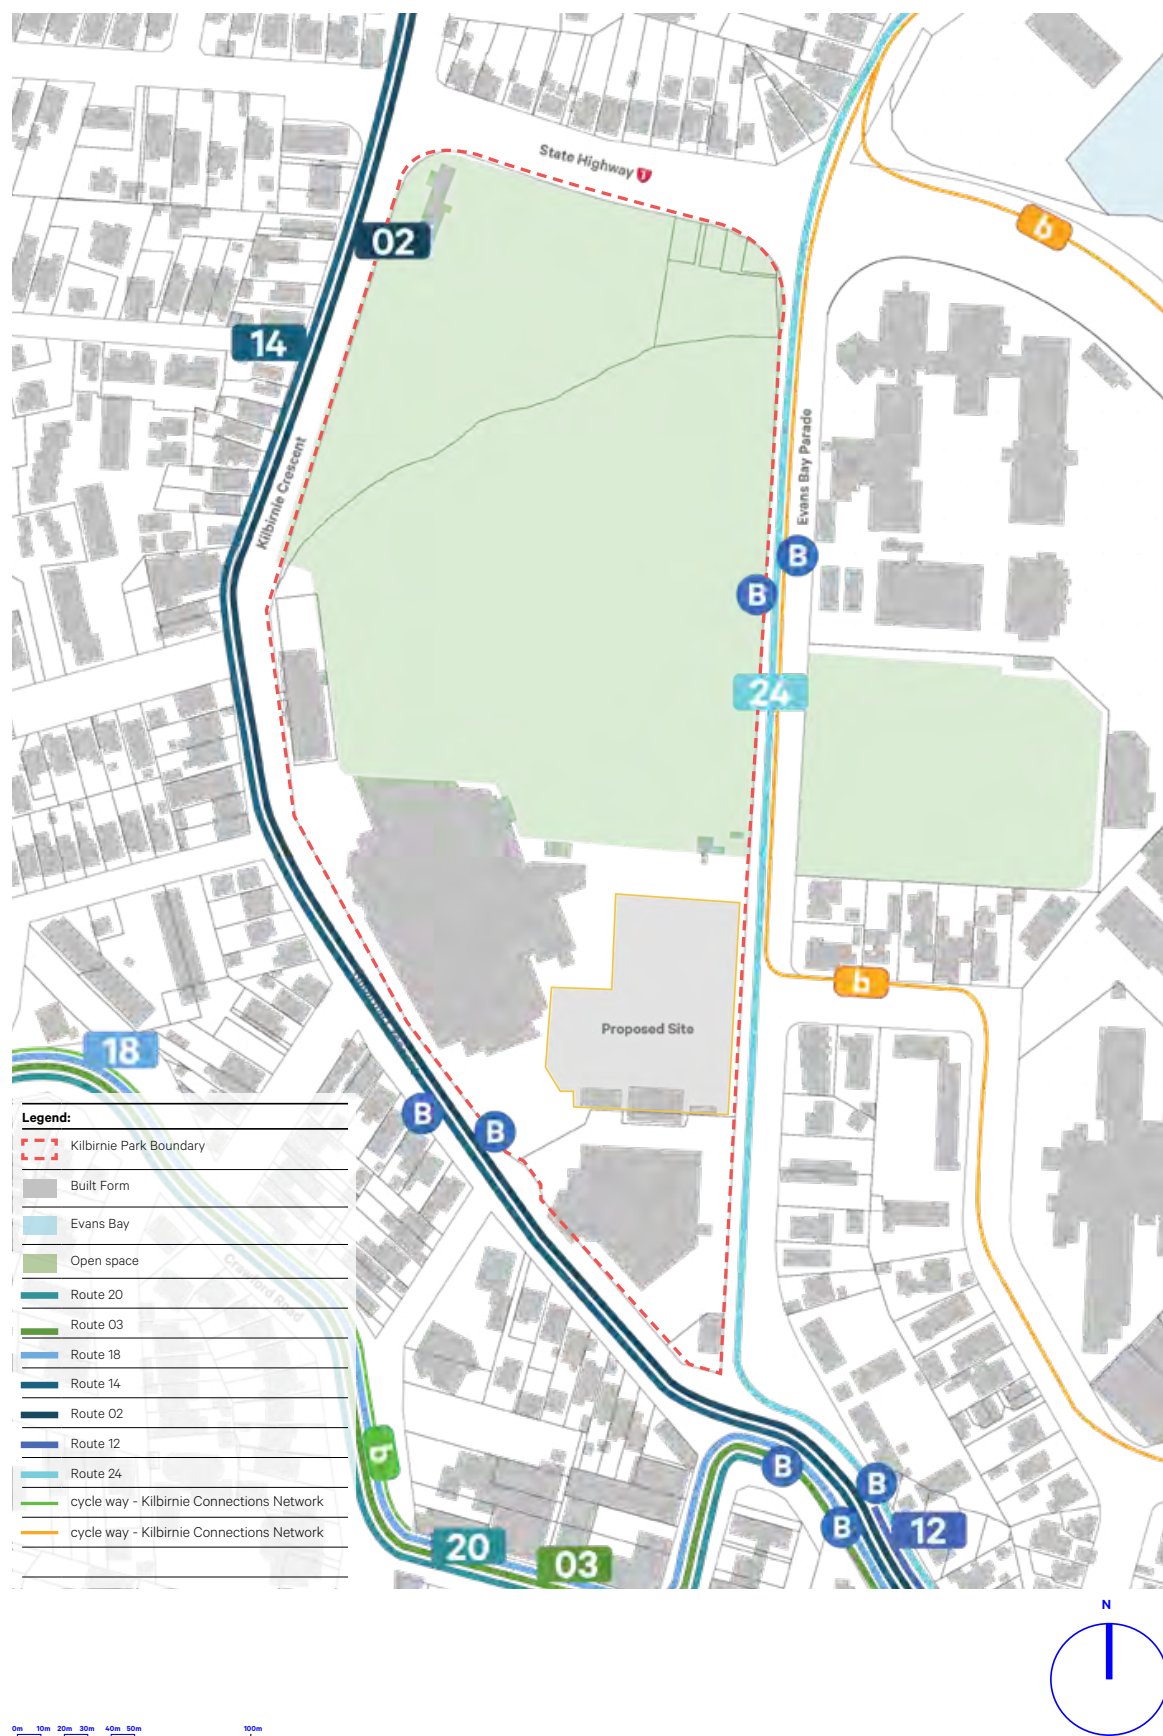 State Highway 1
02
14
Kilbirnie Crescent
Evans Bay Parade
b
B
B
24
b
Proposed Site
18
B
B
Legend:
Kilbirnie Park Boundary
Built Form
Evans Bay
Open space
Crawford Road
Route 20
Route 03
Route 18
Route 14
Route 02
Route 12
Route 24
cycle way - Kilbirnie Connections Network
cycle way - Kilbirnie Connections Network
b
B
B
B
12
20
03
N
0m 10m 20m 30m 40m 50m 100m